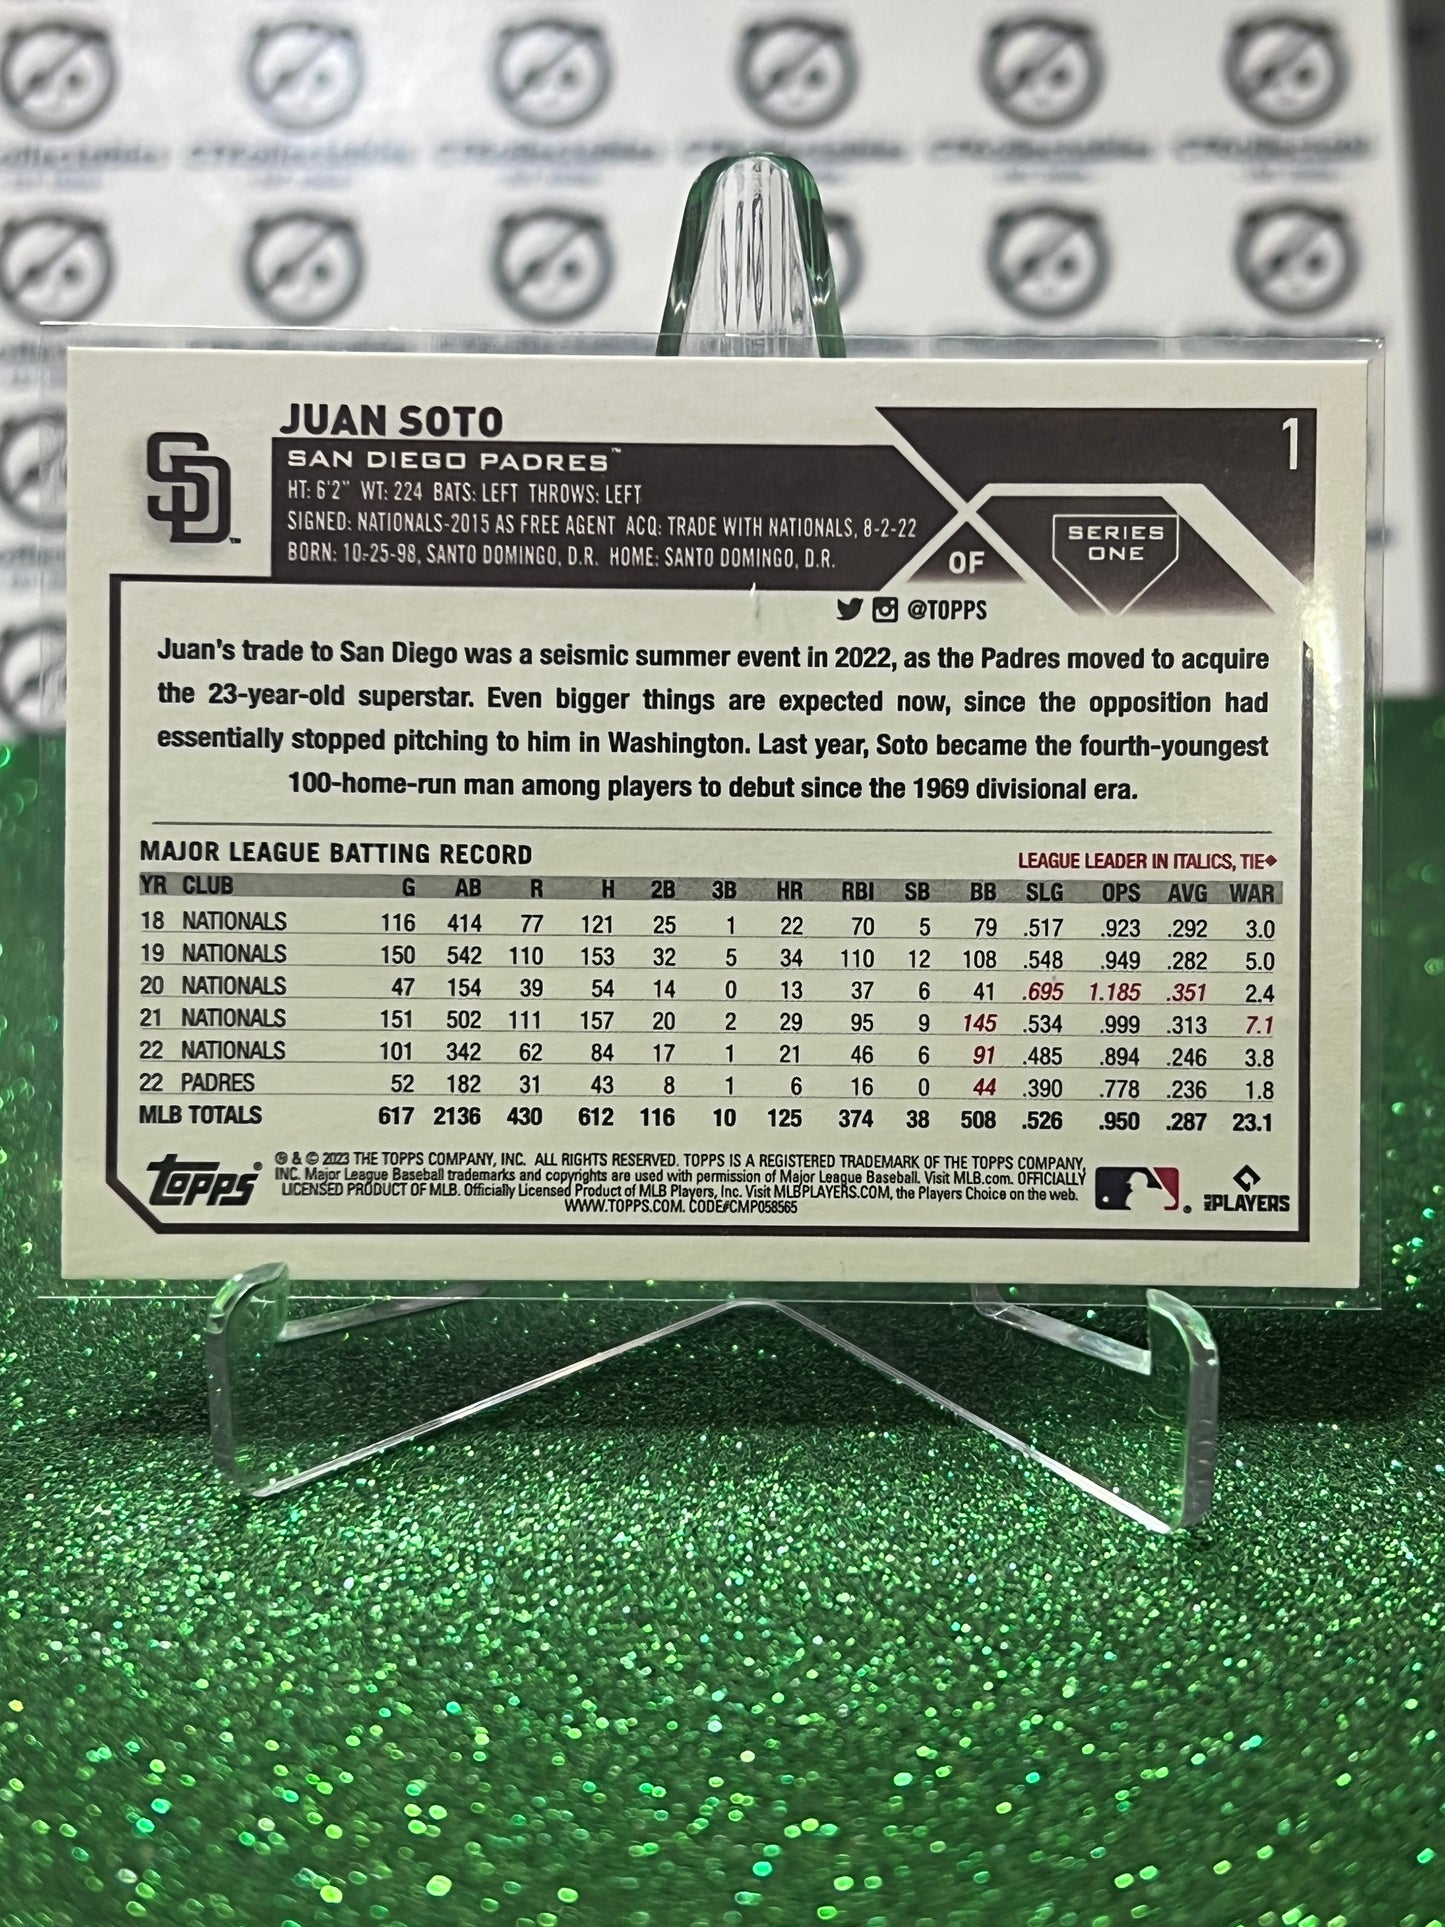 JUAN SOTO
1
SD
SAN DIEGO PADRES™
HT: 6'2" WT: 224 BATS: LEFT THROWS: LEFT
SIGNED: NATIONALS-2015 AS FREE AGENT ACQ: TRADE WITH NATIONALS, 8-2-22
BORN: 10-25-98, SANTO DOMINGO, D.R. HOME: SANTO DOMINGO, D.R.
OF
SERIES
ONE
@TOPPS
Juan's trade to San Diego was a seismic summer event in 2022, as the Padres moved to acquire
the 23-year-old superstar. Even bigger things are expected now, since the opposition had
essentially stopped pitching to him in Washington. Last year, Soto became the fourth-youngest
100-home-run man among players to debut since the 1969 divisional era.
MAJOR LEAGUE BATTING RECORD
LEAGUE LEADER IN ITALICS, TIE◆
YR CLUB G AB R H 2B 3B HR RBI SB BB SLG OPS AVG WAR
18 NATIONALS 116 414 77 121 25 1 22 70 5 79 .517 .923 .292 3.0
19 NATIONALS 150 542 110 153 32 5 34 110 12 108 .548 .949 .282 5.0
20 NATIONALS 47 154 39 54 14 0 13 37 6 41 .695 1.185 .351 2.4
21 NATIONALS 151 502 111 157 20 2 29 95 9 145 .534 .999 .313 7.1
22 NATIONALS 101 342 62 84 17 1 21 46 6 91 .485 .894 .246 3.8
22 PADRES 52 182 31 43 8 1 6 16 0 44 .390 .778 .236 1.8
MLB TOTALS 617 2136 430 612 116 10 125 374 38 508 .526 .950 .287 23.1
Topps®
® & © 2023 THE TOPPS COMPANY, INC. ALL RIGHTS RESERVED. TOPPS IS A REGISTERED TRADEMARK OF THE TOPPS COMPANY,
INC. Major League Baseball trademarks and copyrights are used with permission of Major League Baseball. Visit MLB.com. OFFICIALLY
LICENSED PRODUCT OF MLB. Officially Licensed Product of MLB Players, Inc. Visit MLBPLAYERS.COM, the Players Choice on the web.
WWW.TOPPS.COM. CODE#CMP058565
MLB PLAYERS